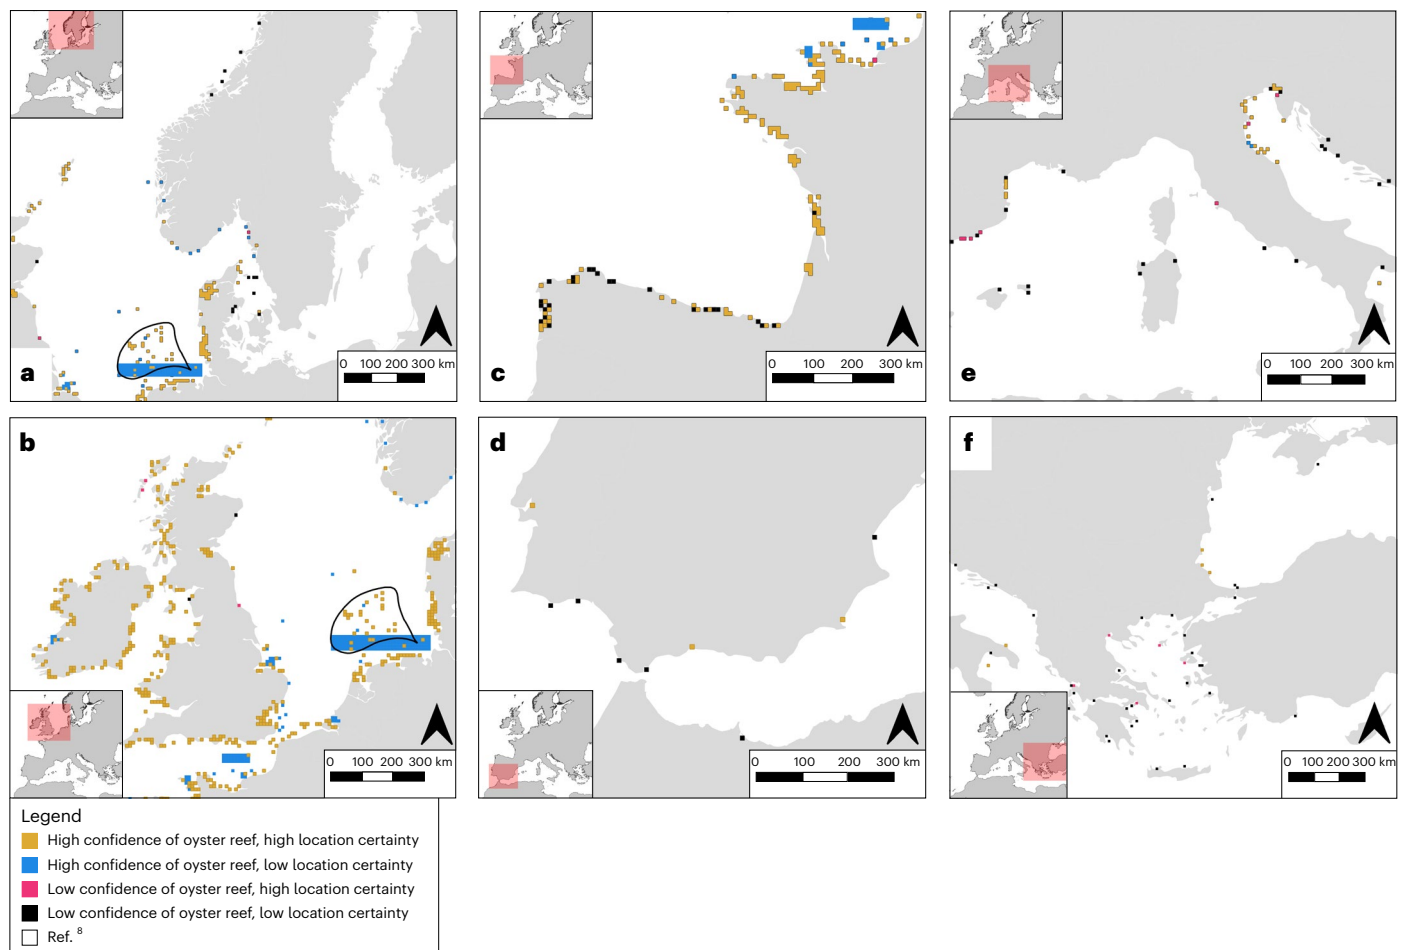 a
0 100 200 300 km
c
0 100 200 300 km
e
0 100 200 300 km
b
0 100 200 300 km
d
0 100 200 300 km
f
0 100 200 300 km
Legend
High confidence of oyster reef, high location certainty
High confidence of oyster reef, low location certainty
Low confidence of oyster reef, high location certainty
Low confidence of oyster reef, low location certainty
Ref. 8